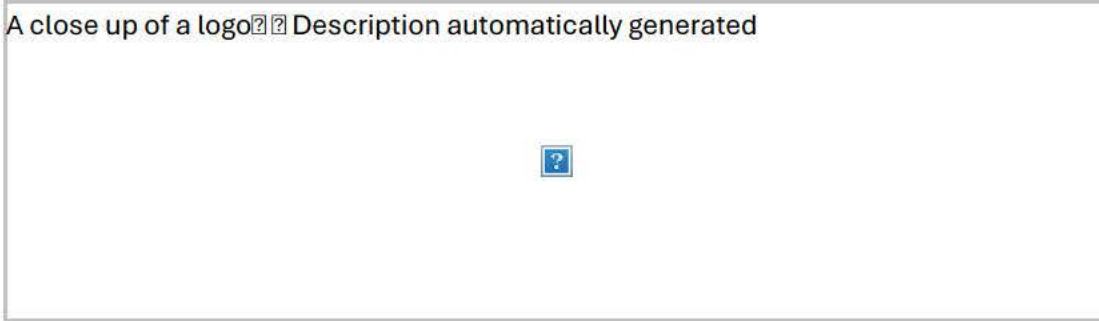 A close up of a logo⍰⍰ Description automatically generated
?